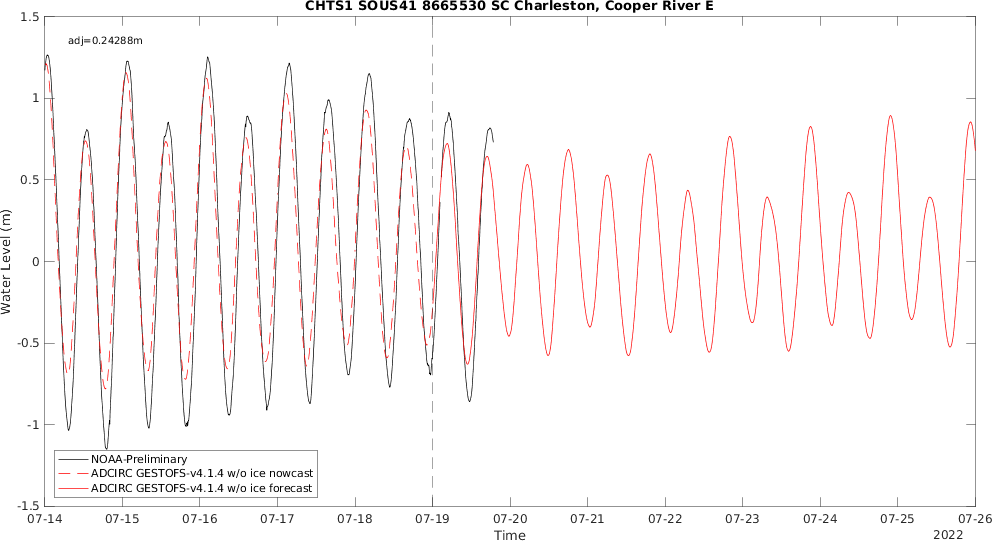 CHTS1 SOUS41 8665530 SC Charleston, Cooper River E
adj=0.24288m
1.5
1
0.5
0
-0.5
-1
-1.5
Water Level (m)
NOAA-Preliminary
ADCIRC GESTOFS-v4.1.4 w/o ice nowcast
ADCIRC GESTOFS-v4.1.4 w/o ice forecast
07-14 07-15 07-16 07-17 07-18 07-19 07-20 07-21 07-22 07-23 07-24 07-25 07-26
Time
2022